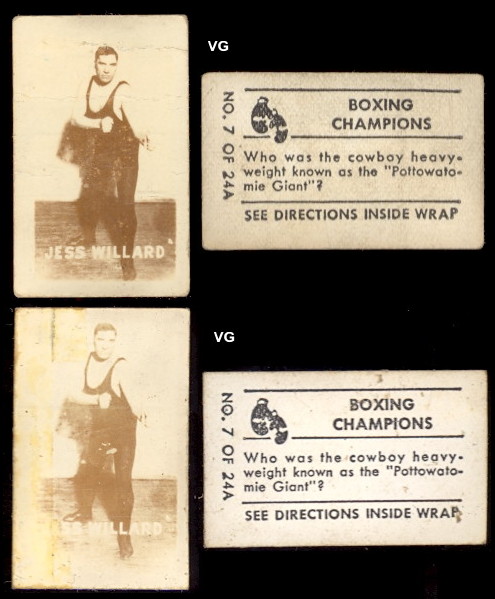 VG
JESS WILLARD
NO. 7 OF 24A
BOXING
CHAMPIONS
Who was the cowboy heavy-
weight known as the "Pottowato-
mie Giant"?
SEE DIRECTIONS INSIDE WRAP
VG
SS WILLARD
NO. 7 OF 24A
BOXING
CHAMPIONS
Who was the cowboy heavy-
weight known as the "Pottowato-
mie Giant"?
SEE DIRECTIONS INSIDE WRAP